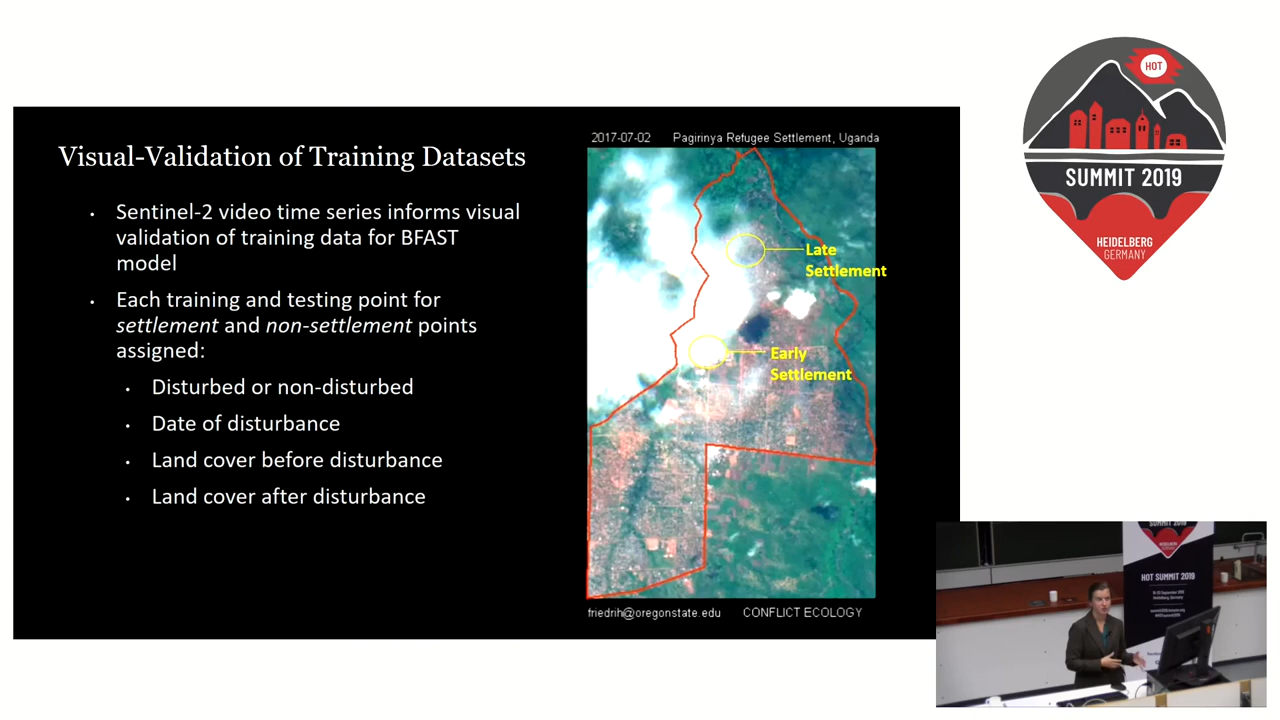 Visual-Validation of Training Datasets
• Sentinel-2 video time series informs visual
validation of training data for BFAST
model
• Each training and testing point for
settlement and non-settlement points
assigned:
• Disturbed or non-disturbed
• Date of disturbance
• Land cover before disturbance
• Land cover after disturbance
2017-07-02 Pagirinya Refugee Settlement, Uganda
Late
Settlement
Early
Settlement
friedrih@oregonstate.edu CONFLICT ECOLOGY
HOT
SUMMIT 2019
HEIDELBERG
GERMANY
SUMMIT 2019
HOT SUMMIT 2019